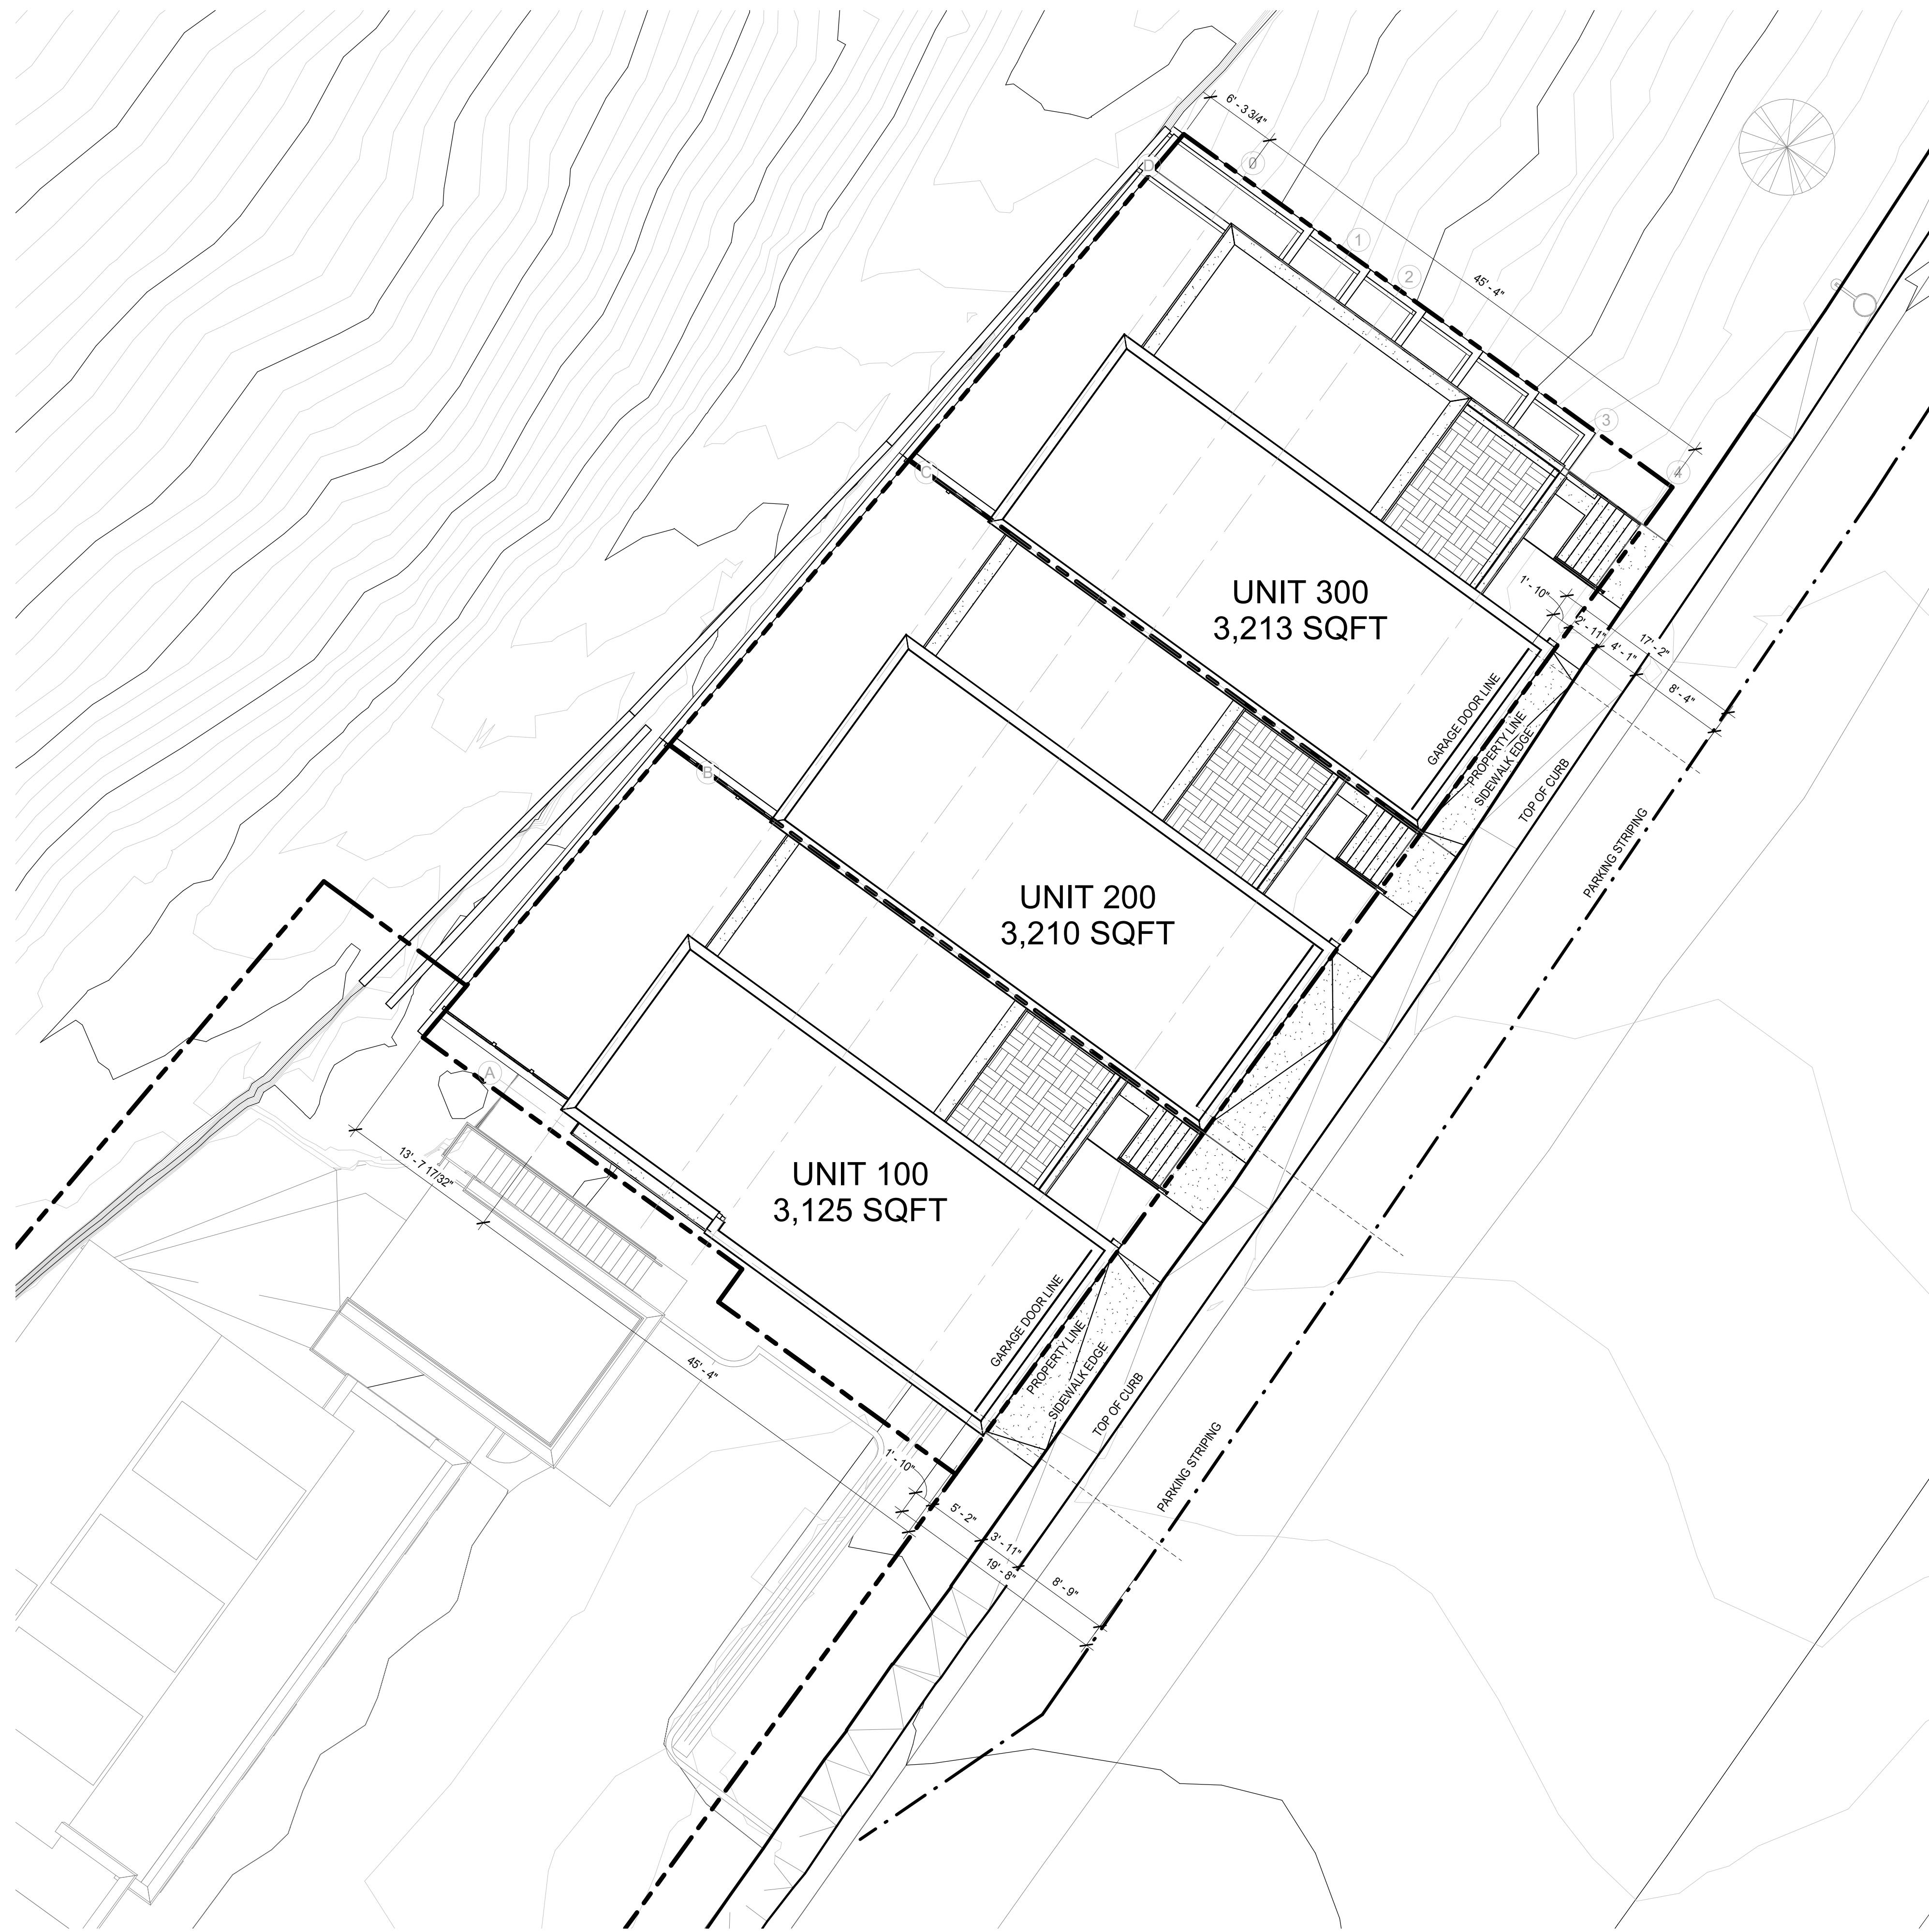 6' - 3 3/4"
D
0
1
2
45' - 4"
3
4
C
UNIT 300
3,213 SQFT
1' - 10"
2' - 11"
4' - 1"
17' - 2"
8' - 4"
GARAGE DOOR LINE
PROPERTY LINE
SIDEWALK EDGE
TOP OF CURB
PARKING STRIPING
B
UNIT 200
3,210 SQFT
A
13' - 7 17/32"
UNIT 100
3,125 SQFT
GARAGE DOOR LINE
PROPERTY LINE
SIDEWALK EDGE
TOP OF CURB
PARKING STRIPING
45' - 4"
1' - 10"
5' - 2"
3' - 11"
19' - 8"
8' - 9"